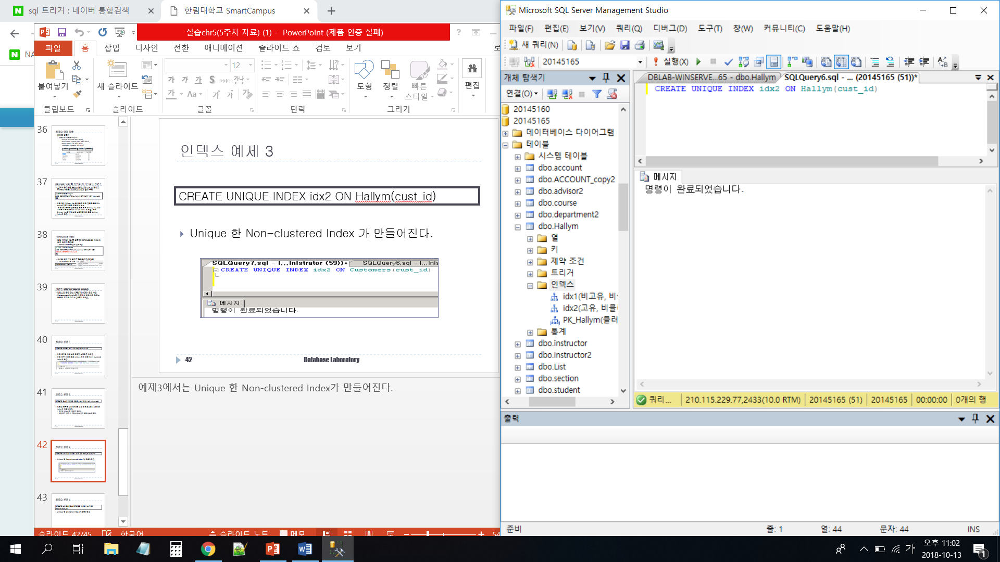 sql 트리거 : 네이버 통합검색
한림대학교 SmartCampus
NA
실습chr5(5주차 자료) (1) - PowerPoint (제품 인증 실패)
파일 홈 삽입 디자인 전환 애니메이션 슬라이드 쇼 검토 보기 로
붙여넣기
새 슬라이드
12
가 가 가 S 가나다 간
가 Aa 가 가 가
도형 정렬 빠른 스타일
편집
클립보드 슬라이드 글꼴 단락 그리기
36
37
38
39
40
41
42
43
인덱스 예제 3
CREATE UNIQUE INDEX idx2 ON Hallym(cust_id)
Unique 한 Non-clustered Index 가 만들어진다.
SQLQuery7.sql - l...inistrator (59))* SQLQuery6.sql - l...inis
CREATE UNIQUE INDEX idx2 ON Customers(cust_id)
메시지
명령이 완료되었습니다.
42 Database Laboratory
예제3에서는 Unique 한 Non-clustered Index가 만들어진다.
슬라이드 42/45 한국어 슬라이드 노트 메모 54
Microsoft SQL Server Management Studio
파일(F) 편집(E) 보기(V) 쿼리(Q) 디버그(D) 도구(T) 창(W) 커뮤니티(C) 도움말(H)
새 쿼리(N)
20145165 실행(X)
개체 탐색기
연결(O)
20145160
20145165
데이터베이스 다이어그램
테이블
시스템 테이블
dbo.account
dbo.ACCOUNT_copy2
dbo.advisor2
dbo.course
dbo.department2
dbo.Hallym
열
키
제약 조건
트리거
인덱스
idx1(비고유, 비
idx2(고유, 비클
PK_Hallym(클러
통계
dbo.instructor
dbo.instructor2
dbo.List
dbo.section
dbo.student
DBLAB-WINSERVE...65 - dbo.Hallym SQLQuery6.sql - ... (20145165 (51))*
CREATE UNIQUE INDEX idx2 ON Hallym(cust_id)
메시지
명령이 완료되었습니다.
쿼리... 210.115.229.77,2433(10.0 RTM) 20145165 (51) 20145165 00:00:00 0개의 행
출력
준비 줄: 1 열: 44 문자: 44 INS
가 오후 11:02
2018-10-13
1